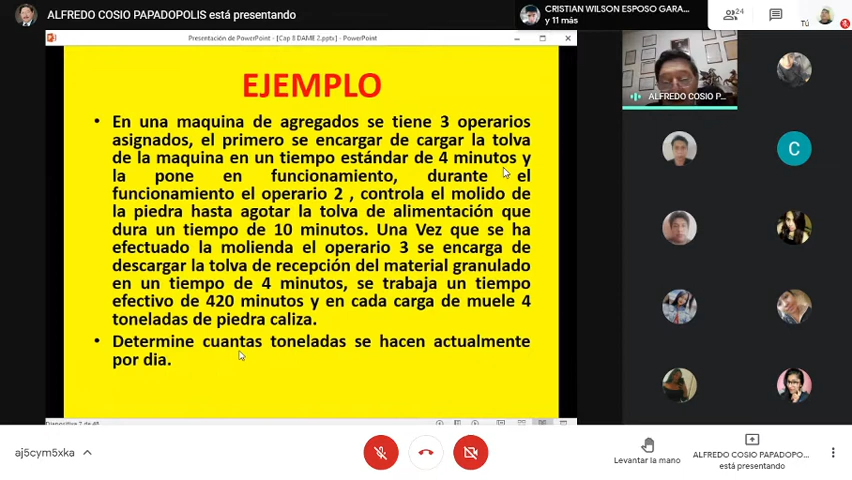 ALFREDO COSIO PAPADOPOLIS está presentando
CRISTIAN WILSON ESPOSO GARA...
y 11 más
24
Tú
Presentación de PowerPoint - [Cap 8 DAME 2.pptx] - PowerPoint
EJEMPLO
• En una maquina de agregados se tiene 3 operarios
asignados, el primero se encargar de cargar la tolva
de la maquina en un tiempo estándar de 4 minutos y
la pone en funcionamiento, durante el
funcionamiento el operario 2 , controla el molido de
la piedra hasta agotar la tolva de alimentación que
dura un tiempo de 10 minutos. Una Vez que se ha
efectuado la molienda el operario 3 se encarga de
descargar la tolva de recepción del material granulado
en un tiempo de 4 minutos, se trabaja un tiempo
efectivo de 420 minutos y en cada carga de muele 4
toneladas de piedra caliza.
• Determine cuantas toneladas se hacen actualmente
por dia.
ALFREDO COSIO P...
C
aj5cym5xka
Levantar la mano
ALFREDO COSIO PAPADOPO...
está presentando